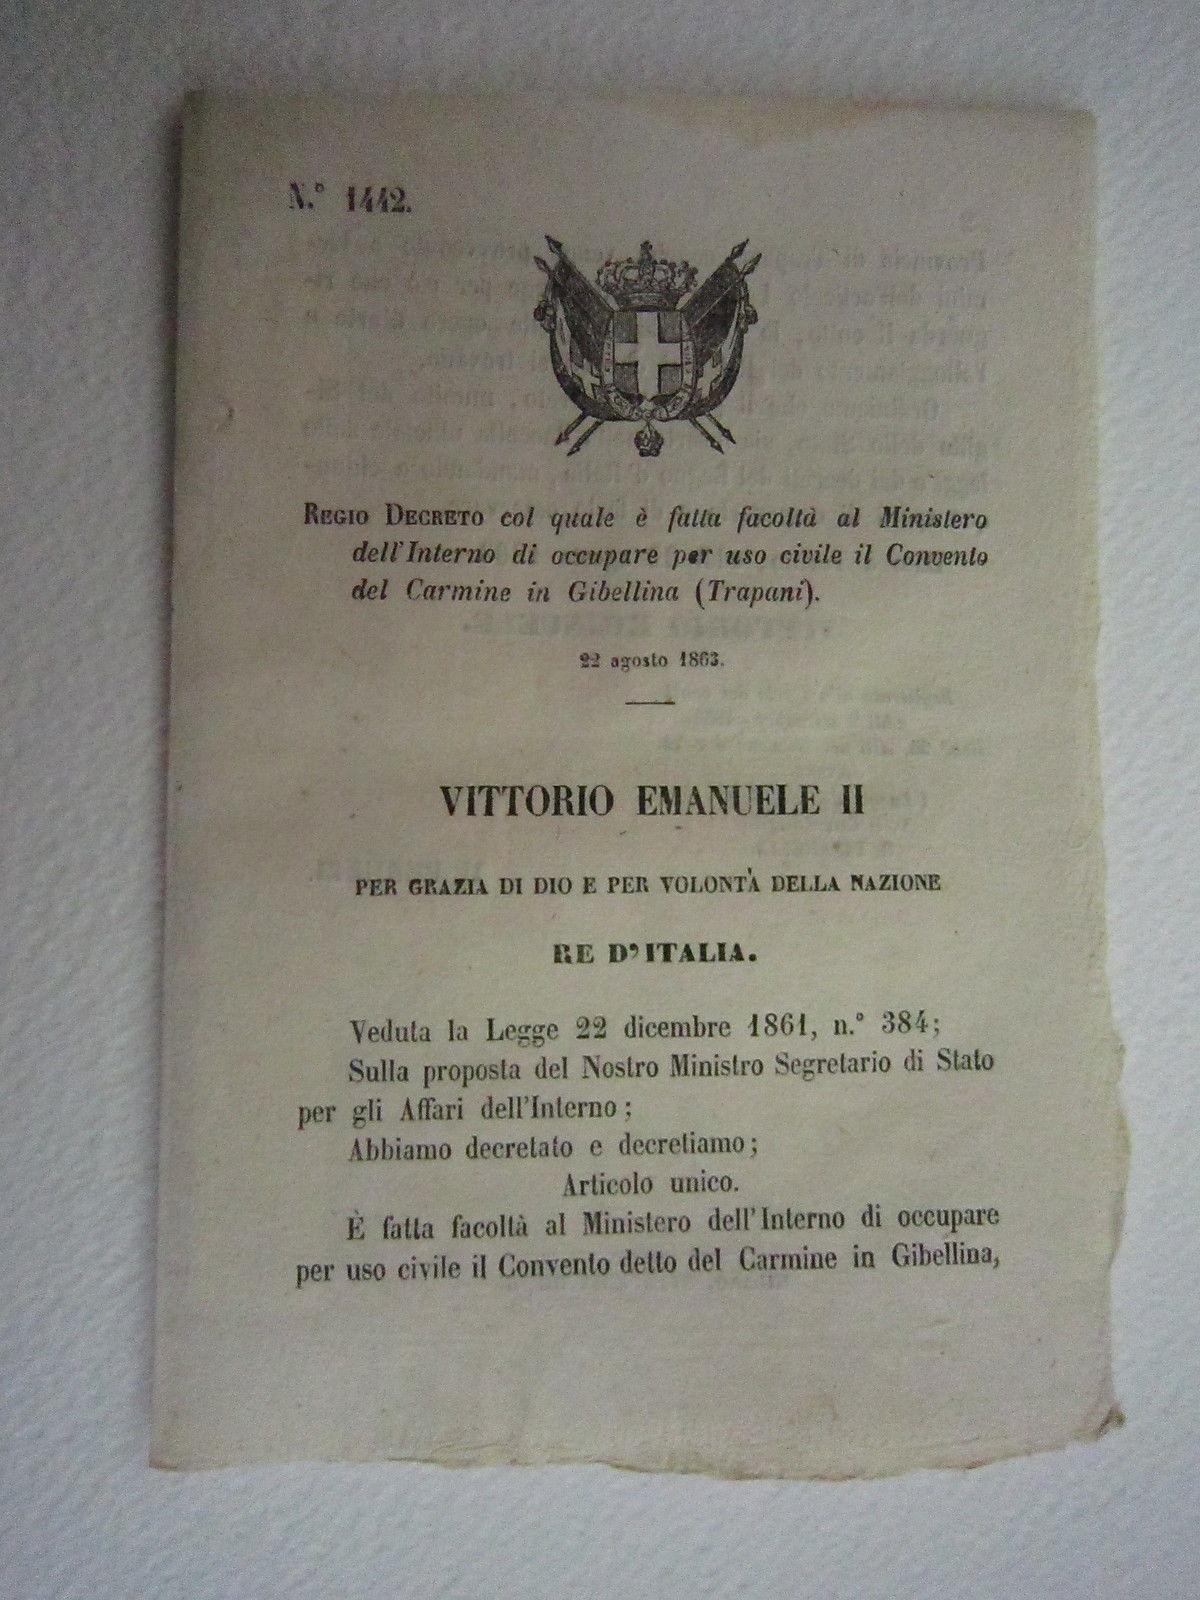 N.° 1442.
REGIO DECRETO col quale è fatta facoltà al Ministero
dell'Interno di occupare per uso civile il Convento
del Carmine in Gibellina (Trapani).
22 agosto 1863.
VITTORIO EMANUELE II
PER GRAZIA DI DIO E PER VOLONTÀ DELLA NAZIONE
RE D'ITALIA.
Veduta la Legge 22 dicembre 1861, n.° 384;
Sulla proposta del Nostro Ministro Segretario di Stato
per gli Affari dell'Interno;
Abbiamo decretato e decretiamo;
Articolo unico.
È fatta facoltà al Ministero dell'Interno di occupare
per uso civile il Convento detto del Carmine in Gibellina,